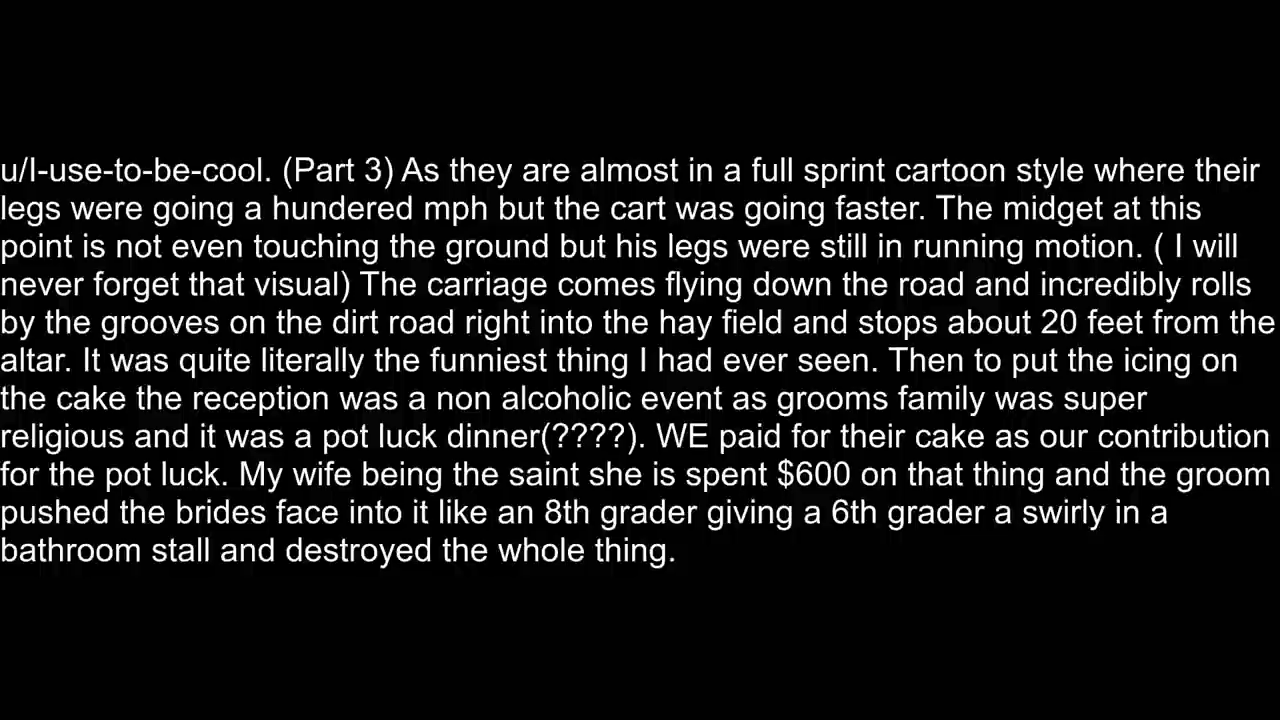 u/I-use-to-be-cool. (Part 3) As they are almost in a full sprint cartoon style where their
legs were going a hundered mph but the cart was going faster. The midget at this
point is not even touching the ground but his legs were still in running motion. ( I will
never forget that visual) The carriage comes flying down the road and incredibly rolls
by the grooves on the dirt road right into the hay field and stops about 20 feet from the
altar. It was quite literally the funniest thing I had ever seen. Then to put the icing on
the cake the reception was a non alcoholic event as grooms family was super
religious and it was a pot luck dinner(????). WE paid for their cake as our contribution
for the pot luck. My wife being the saint she is spent $600 on that thing and the groom
pushed the brides face into it like an 8th grader giving a 6th grader a swirly in a
bathroom stall and destroyed the whole thing.